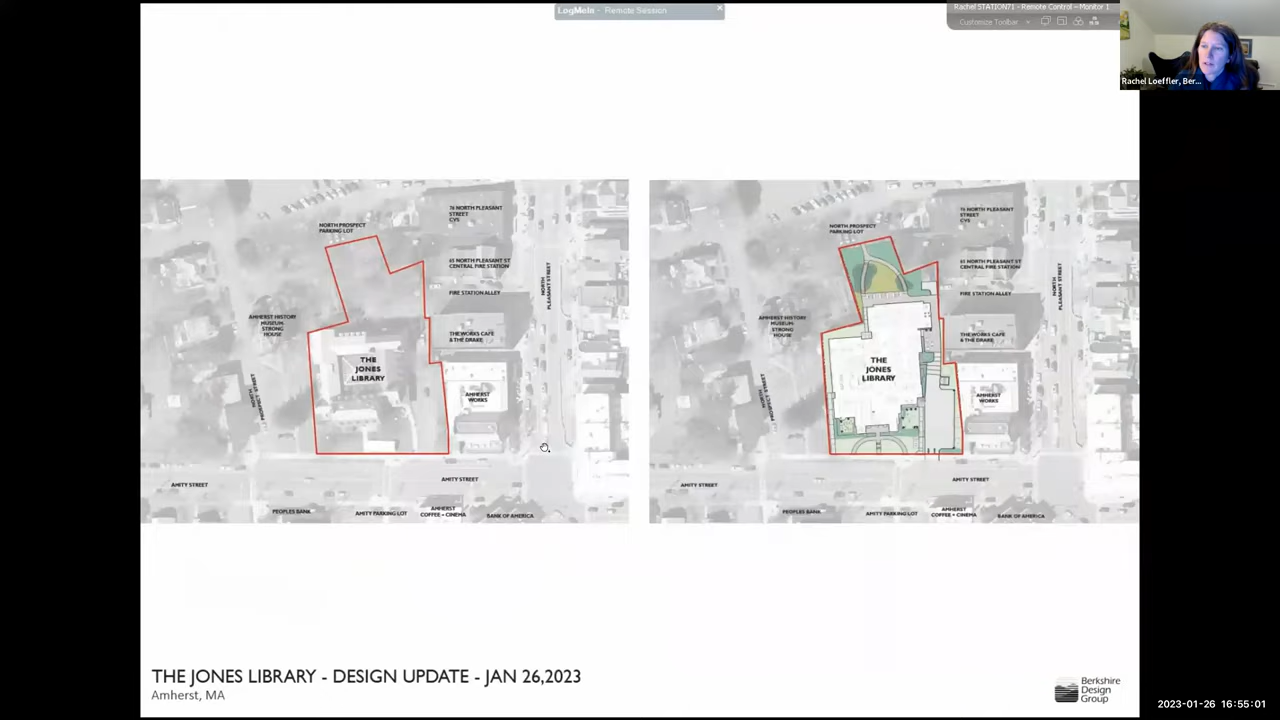 LogMeIn - Remote Session
Rachel STATION71 - Remote Control - Monitor 1
Customize Toolbar
Rachel Loeffler, Ber...
NORTH PROSPECT
PARKING LOT
76 NORTH PLEASANT
STREET
CVS
65 NORTH PLEASANT ST
CENTRAL FIRE STATION
FIRE STATION ALLEY
NORTH
PLEASANT STREET
AMHERST HISTORY
MUSEUM-
STRONG
HOUSE
THE WORKS CAFE
& THE DRAKE
THE
JONES
LIBRARY
AMHERST
WORKS
NORTH
PROSPECT STREET
AMITY STREET
AMITY STREET
PEOPLES BANK
AMITY PARKING LOT
AMHERST
COFFEE + CINEMA
BANK OF AMERICA
NORTH PROSPECT
PARKING LOT
76 NORTH PLEASANT
STREET
CVS
65 NORTH PLEASANT ST
CENTRAL FIRE STATION
FIRE STATION ALLEY
NORTH
PLEASANT STREET
AMHERST HISTORY
MUSEUM-
STRONG
HOUSE
THE WORKS CAFE
& THE DRAKE
THE
JONES
LIBRARY
AMHERST
WORKS
NORTH
PROSPECT STREET
AMITY STREET
AMITY STREET
PEOPLES BANK
AMITY PARKING LOT
AMHERST
COFFEE + CINEMA
BANK OF AMERICA
THE JONES LIBRARY - DESIGN UPDATE - JAN 26,2023
Amherst, MA
Berkshire
Design
Group
2023-01-26 16:55:01